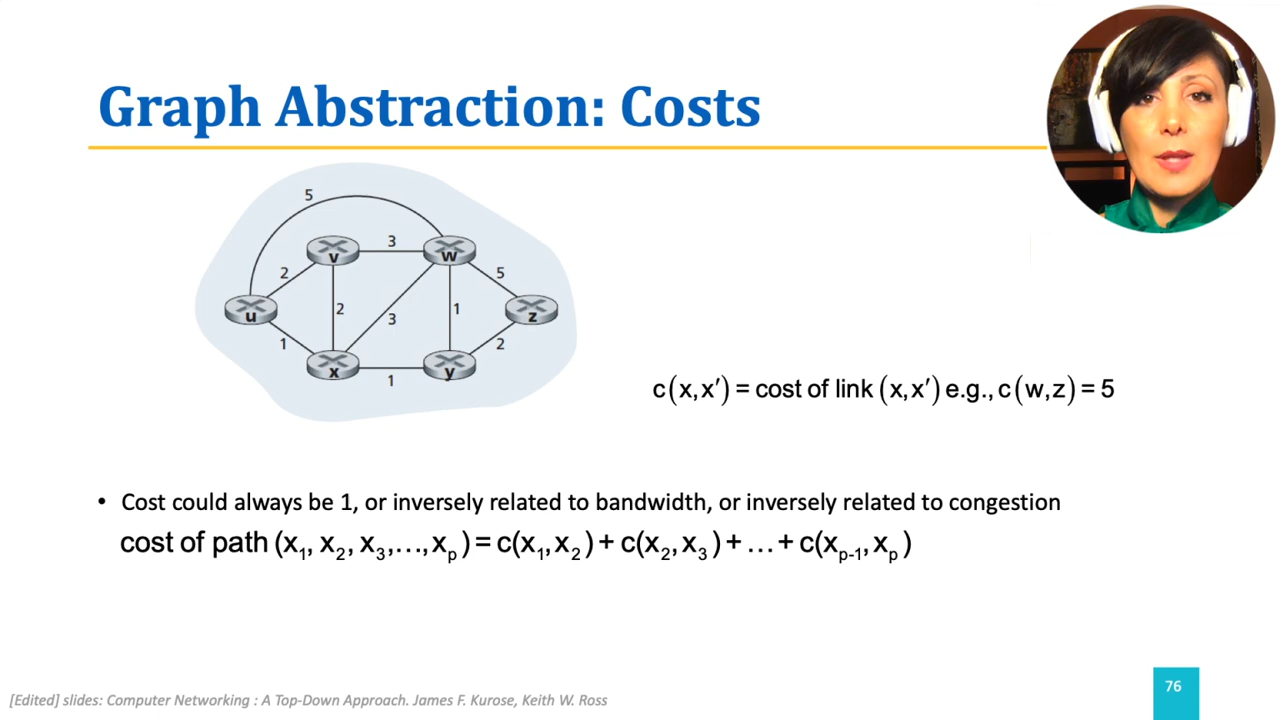 Graph Abstraction: Costs
5
v
3
w
2
5
u
2
3
1
z
1
2
x
1
y
c(x,x′) = cost of link (x,x′) e.g., c(w,z) = 5
• Cost could always be 1, or inversely related to bandwidth, or inversely related to congestion
cost of path (x₁, x₂, x₃,…,xₚ) = c(x₁,x₂) + c(x₂,x₃) + … + c(xₚ₋₁,xₚ)
[Edited] slides: Computer Networking : A Top-Down Approach. James F. Kurose, Keith W. Ross
76